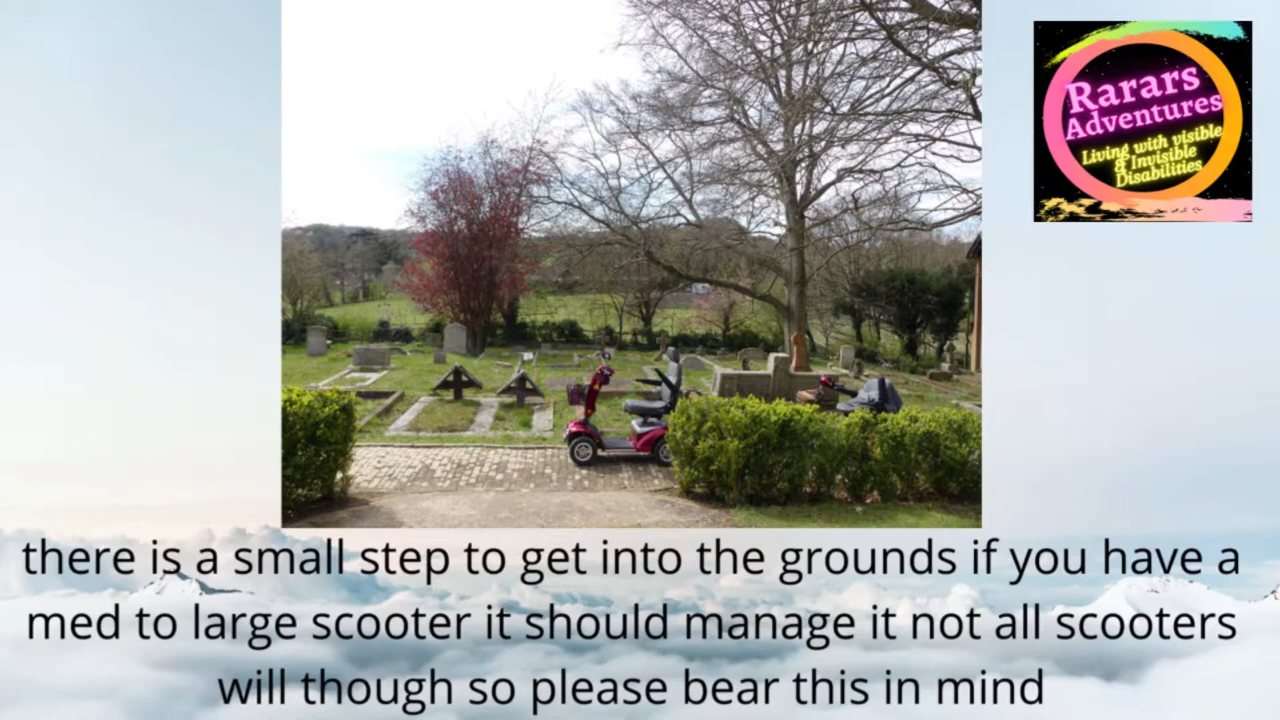 Rarars
Adventures
Living with visible
& Invisible
Disabilities
there is a small step to get into the grounds if you have a
med to large scooter it should manage it not all scooters
will though so please bear this in mind